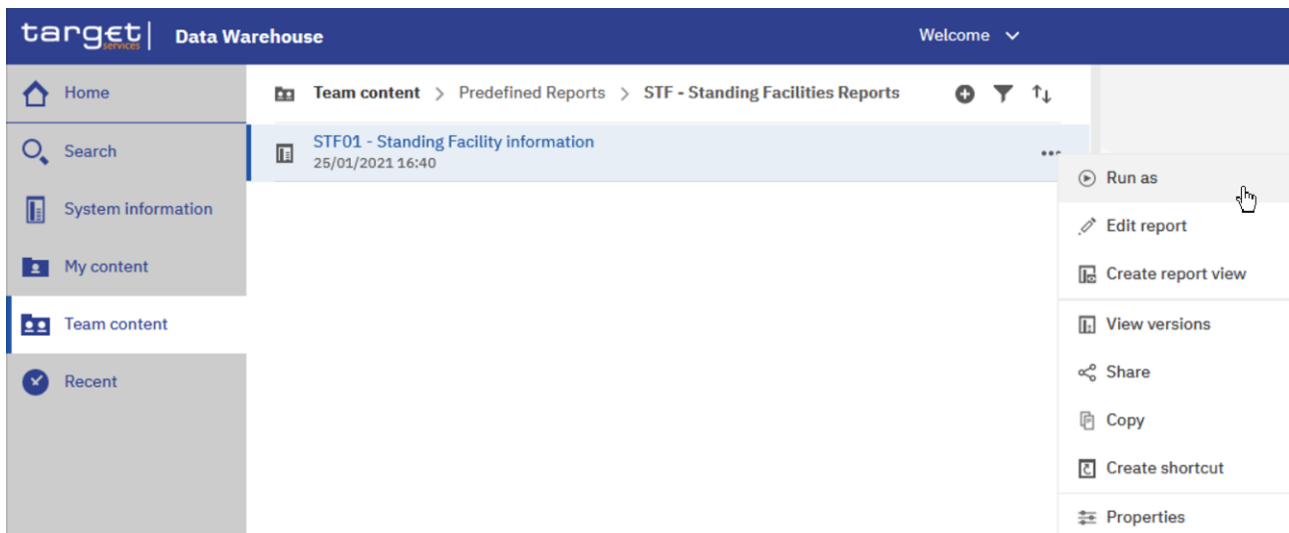 target| Data Warehouse Welcome
services
Home
Team content > Predefined Reports > STF - Standing Facilities Reports
Search
STF01 - Standing Facility information
25/01/2021 16:40
System information
My content
Team content
Recent
Run as
Edit report
Create report view
View versions
Share
Copy
Create shortcut
Properties